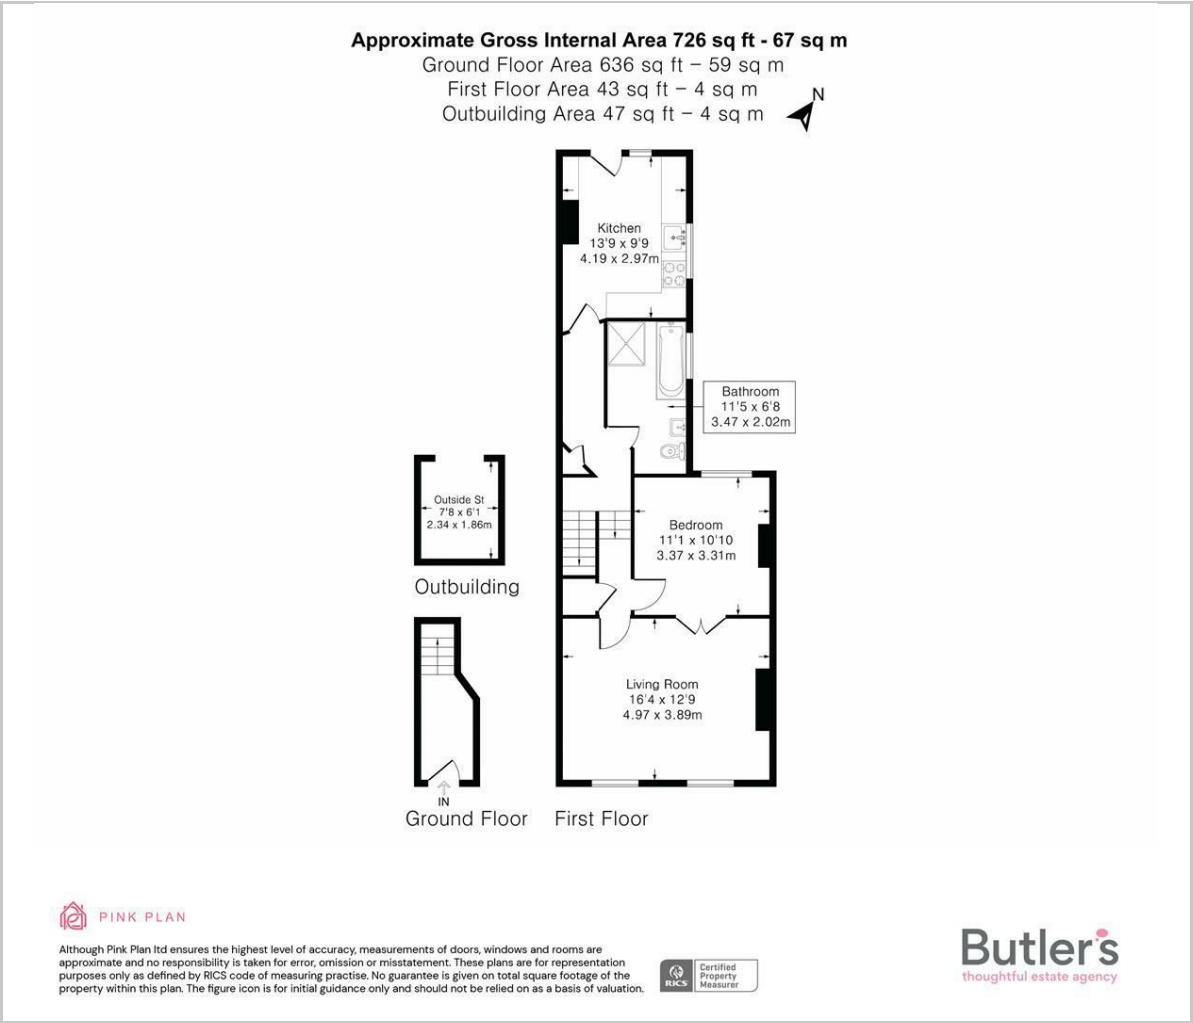 Approximate Gross Internal Area 726 sq ft - 67 sq m
Ground Floor Area 636 sq ft – 59 sq m
First Floor Area 43 sq ft – 4 sq m
Outbuilding Area 47 sq ft – 4 sq m
N
Kitchen
13'9 x 9'9
4.19 x 2.97m
Bathroom
11'5 x 6'8
3.47 x 2.02m
Outside St
7'8 x 6'1
2.34 x 1.86m
Outbuilding
Bedroom
11'1 x 10'10
3.37 x 3.31m
Living Room
16'4 x 12'9
4.97 x 3.89m
IN
Ground Floor
First Floor
PINK PLAN
Although Pink Plan ltd ensures the highest level of accuracy, measurements of doors, windows and rooms are
approximate and no responsibility is taken for error, omission or misstatement. These plans are for representation
purposes only as defined by RICS code of measuring practise. No guarantee is given on total square footage of the
property within this plan. The figure icon is for initial guidance only and should not be relied on as a basis of valuation.
RICS
Certified
Property
Measurer
Butler's
thoughtful estate agency